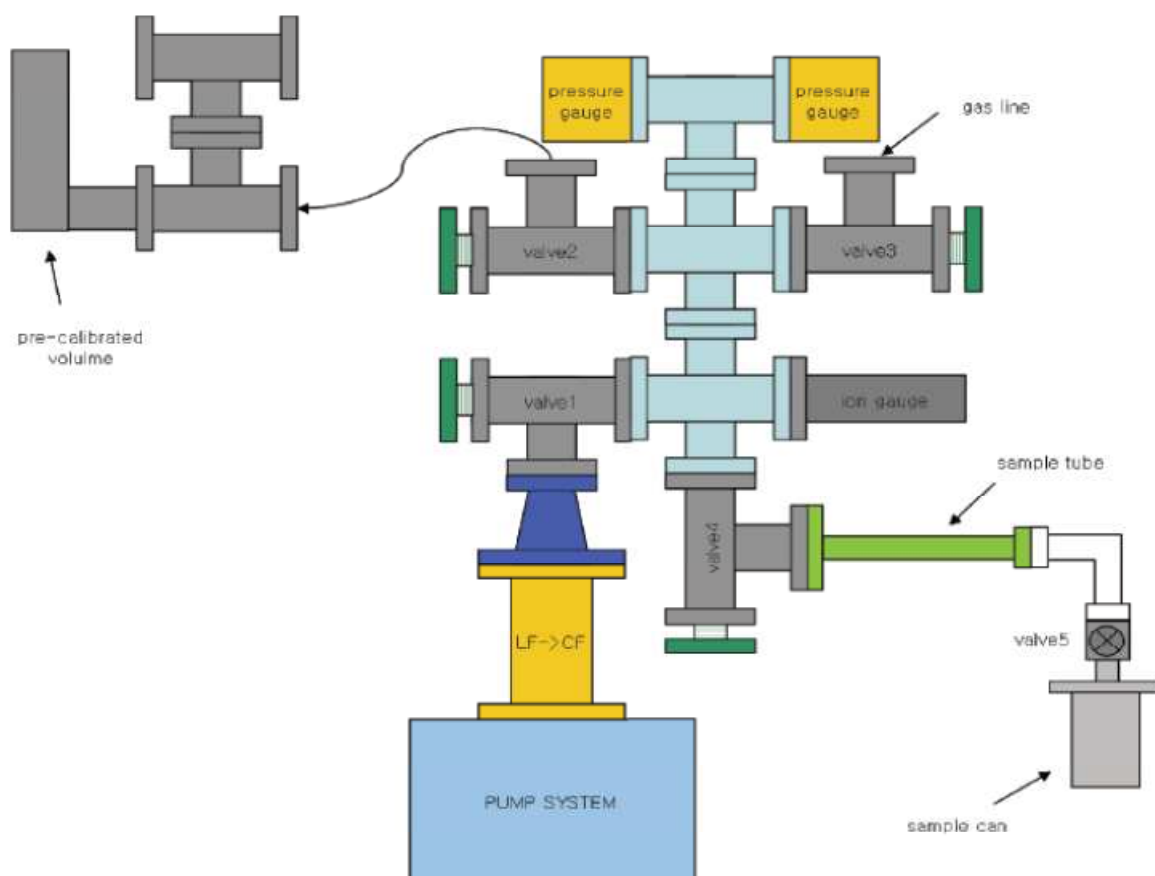 pressure
gauge
pressure
gauge
gas line
valve2
valve3
pre-calibrated
voluime
valve1
ion gauge
sample tube
valve4
LF->CF
valve5
PUMP SYSTEM
sample can